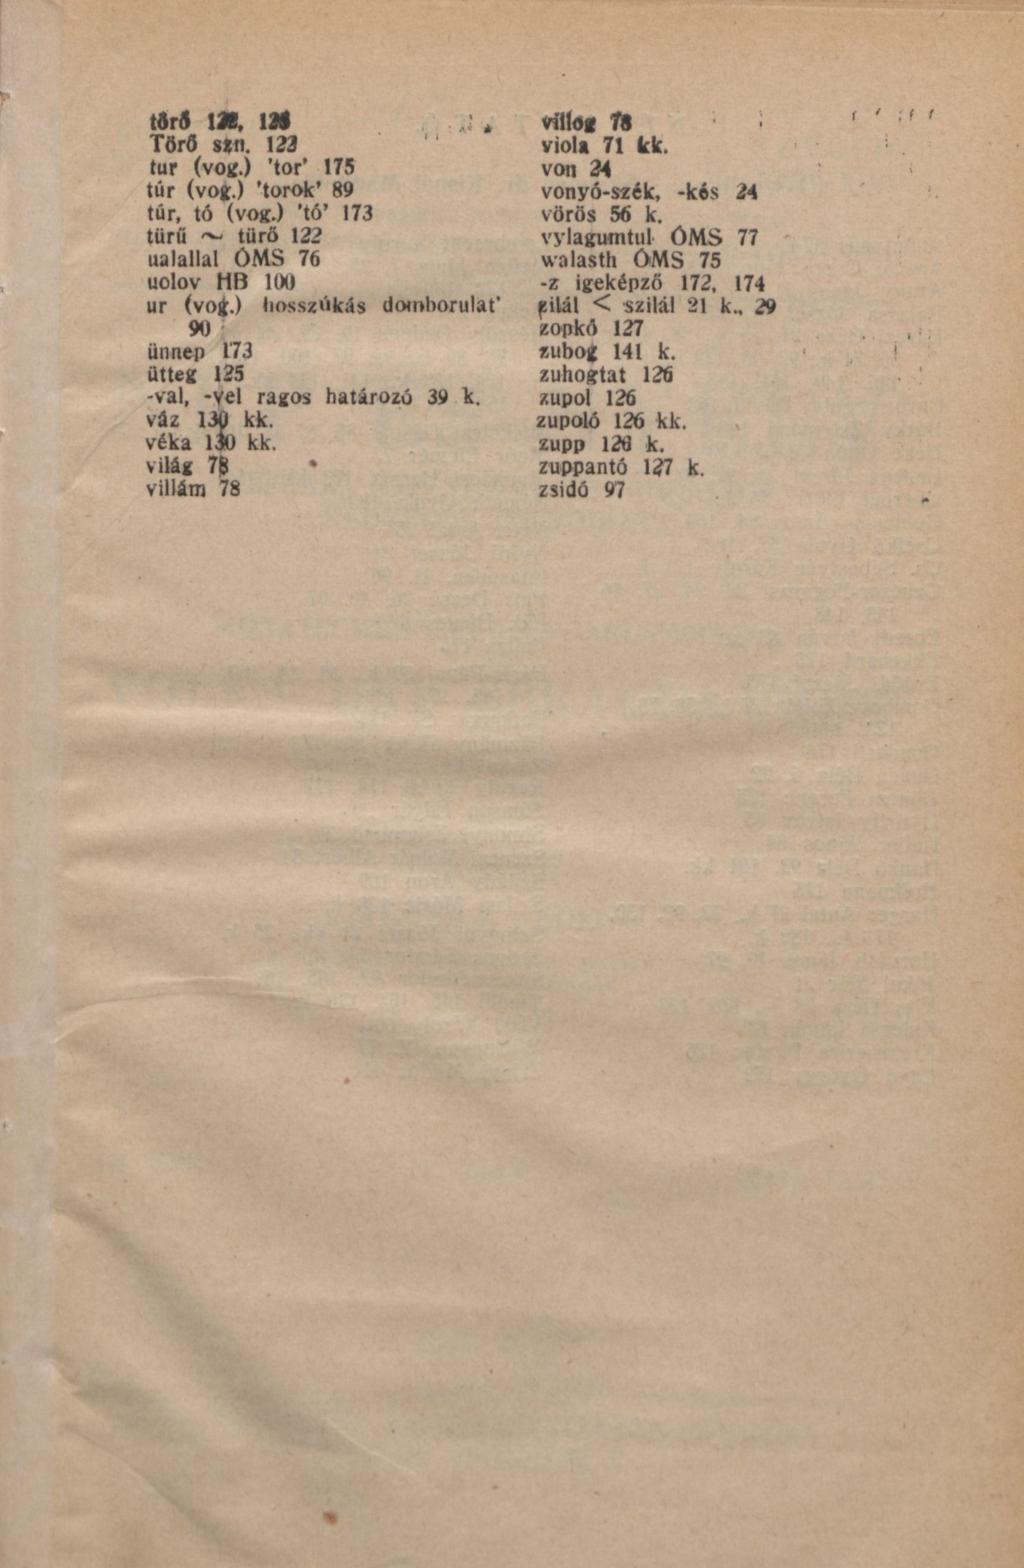 törő 122,
Törő szn. 123
tur (vog.) 'tor' 175
túr (vog.) 'torok' 89
túr, tó (vog.) 'tó' 173
türü ~ türő 122
ualallal ÓMS 76
uolov HB 100
ur (vog.) hosszúkás domborulat'
90
ünnep 173
ütteg 125
-val, -vel ragos határozó 39 k.
váz 130 kk.
véka 130 kk.
világ 78
villám 78
villog 78
viola 71 kk.
von 24
vonyó-szék, -kés 24
vörös 56 k.
vylagumtul ÓMS 77
walasth ÓMS 75
-z igeképző 172, 174
zilál < szilál 21 k., 29
zopkó 127
zubog 141 k.
zuhogtat 126
zupol 126
zupoló 126 kk.
zupp 126 k.
zuppantó 127 k.
zsidó 97